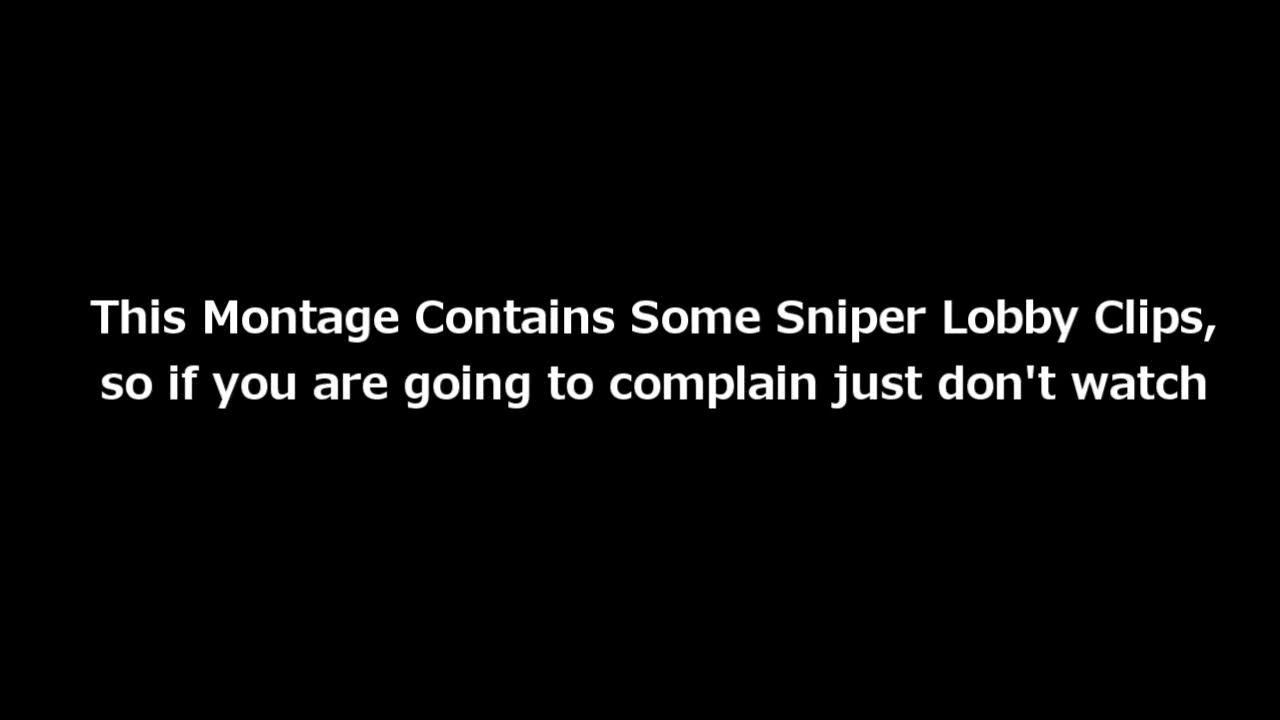 This Montage Contains Some Sniper Lobby Clips,
so if you are going to complain just don't watch